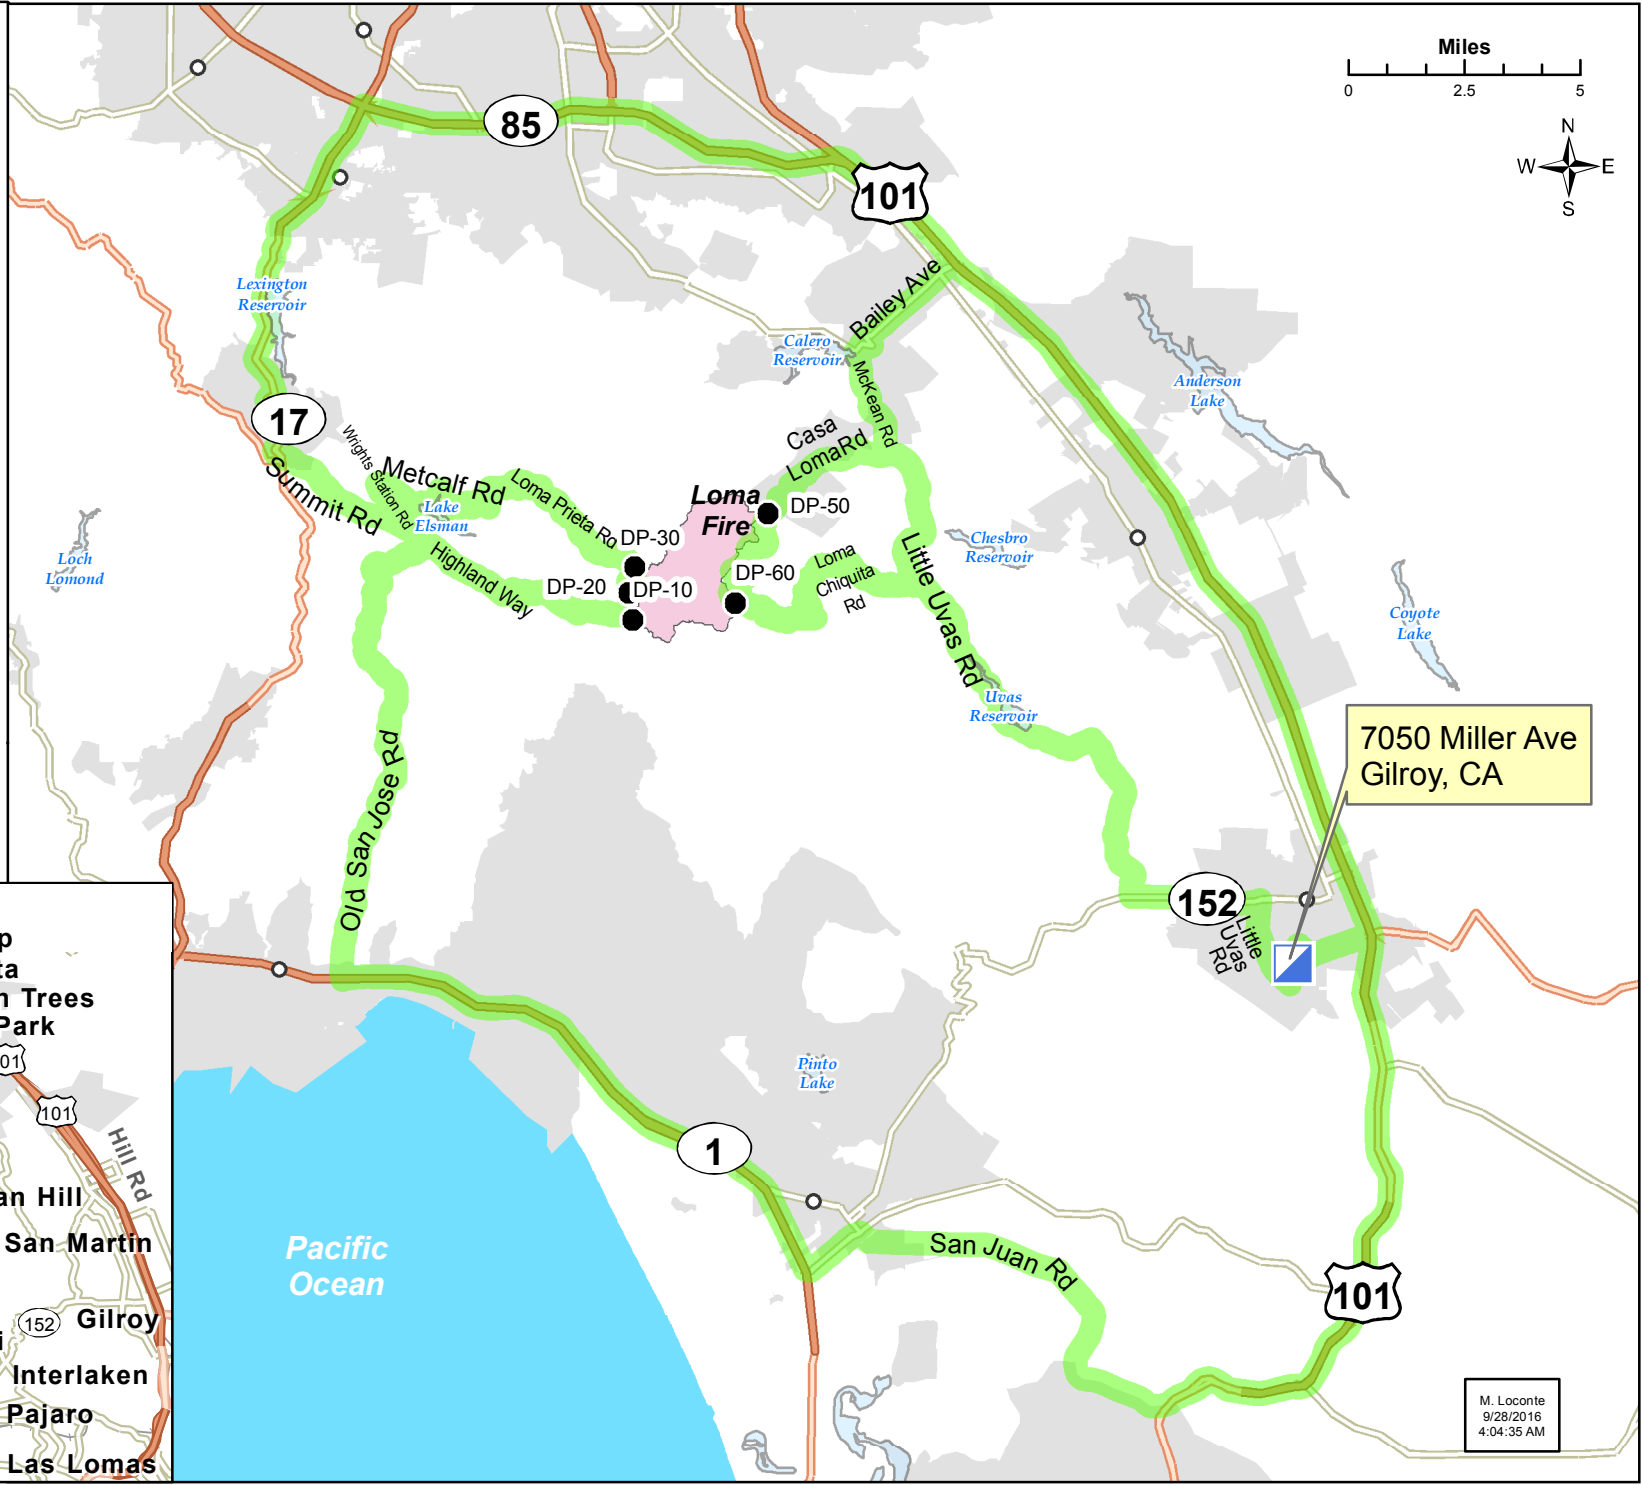 Miles
0 2.5 5
N
W E
S
85
101
Lexington
Reservoir
Bailey Ave
Calero
Reservoir
McKean Rd
Anderson
Lake
17
Casa
Loma Rd
Wrights Station Rd
Metcalf Rd
Summit Rd
Loma Prieta Rd
Lake
Elsman
Loma
Fire
DP-50
DP-30
Loch
Lomond
Chesbro
Reservoir
Highland Way
DP-20
DP-10
DP-60
Loma
Chiquita
Rd
Little Uvas Rd
Coyote
Lake
Uvas
Reservoir
7050 Miller Ave
Gilroy, CA
Old San Jose Rd
152
Little
Uvas
Rd
Pinto
Lake
1
San Juan Rd
Pacific
Ocean
101
M. Loconte
9/28/2016
4:04:35 AM
p
ta
n Trees
Park
01
101
Hill Rd
an Hill
San Martin
152
Gilroy
i
Interlaken
Pajaro
Las Lomas